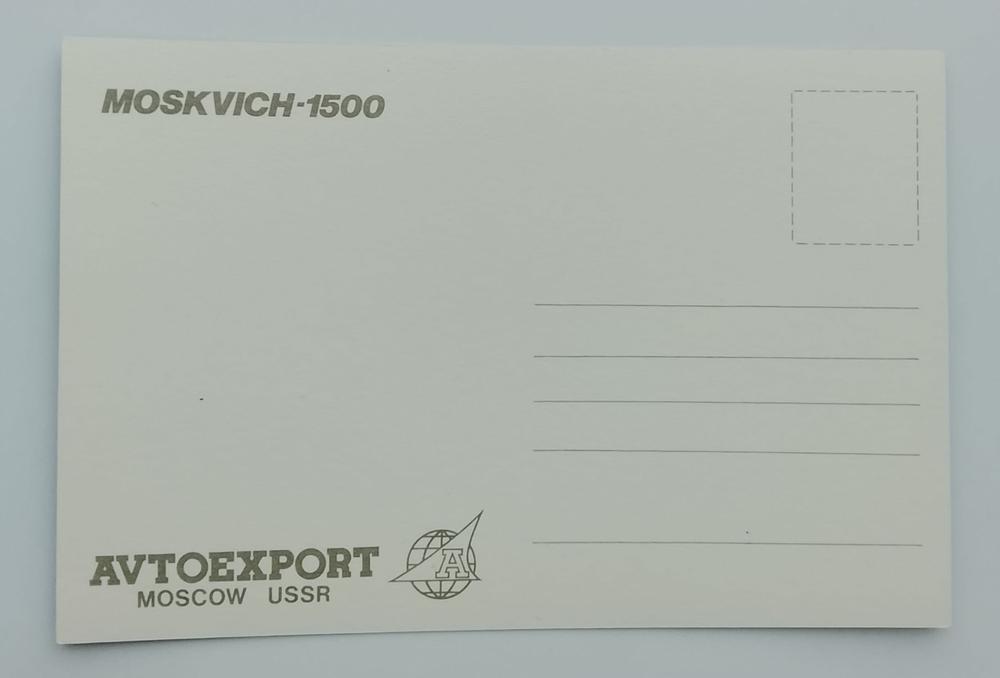 MOSKVICH-1500
AVTOEXPORT
A
MOSCOW USSR